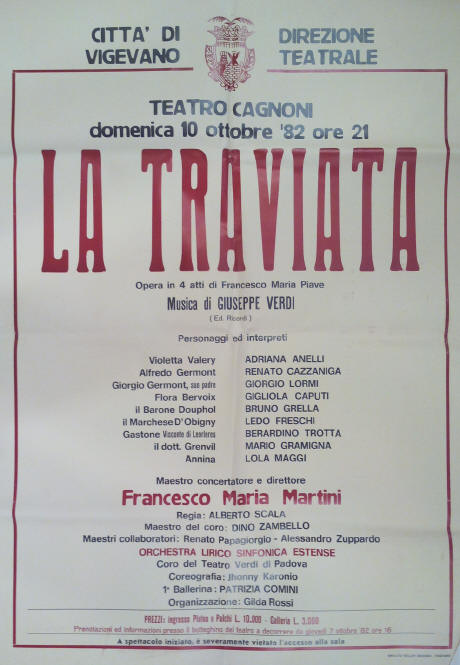 CITTA' DI VIGEVANO
DIREZIONE TEATRALE
TEATRO CAGNONI
domenica 10 ottobre '82 ore 21
LA TRAVIATA
Opera in 4 atti di Francesco Maria Piave
Musica di GIUSEPPE VERDI
(Ed. Ricordi)
Personaggi ed interpreti
Violetta Valery ADRIANA ANELLI
Alfredo Germont RENATO CAZZANIGA
Giorgio Germont, suo padre GIORGIO LORMI
Flora Bervoix GIGLIOLA CAPUTI
il Barone Douphol BRUNO GRELLA
il Marchese D'Obigny LEDO FRESCHI
Gastone Visconte di Leorieres BERARDINO TROTTA
il dott. Grenvil MARIO GRAMIGNA
Annina LOLA MAGGI
Maestro concertatore e direttore
Francesco Maria Martini
Regia: ALBERTO SCALA
Maestro del coro: DINO ZAMBELLO
Maestri collaboratori: Renato Papagiorgio - Alessandro Zuppardo
ORCHESTRA LIRICO SINFONICA ESTENSE
Coro del Teatro Verdi di Padova
Coreografia: Jhonny Karonio
1ª Ballerina: PATRIZIA COMINI
Organizzazione: Gilda Rossi
PREZZI: ingresso Platea e Palchi L. 10.000 - Galleria L. 3.000
Prenotazioni ed informazioni presso il botteghino del teatro a decorrere da giovedì 7 ottobre '82 ore 16
A spettacolo iniziato, è severamente vietato l'accesso alla sala